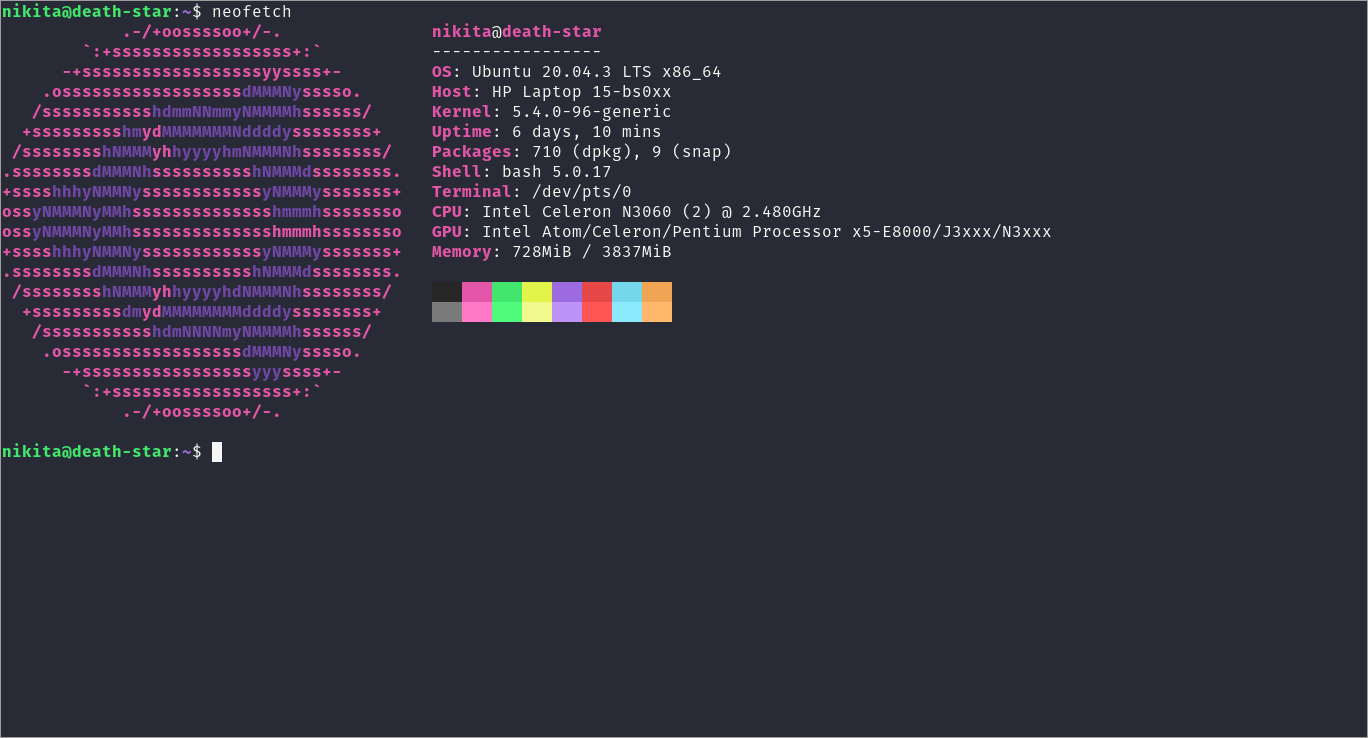 nikita@death-star:~$ neofetch
            .-/+oossssoo+/-.               nikita@death-star
        `:+ssssssssssssssssss+:`           -----------------
      -+ssssssssssssssssssyyssss+-         OS: Ubuntu 20.04.3 LTS x86_64
    .ossssssssssssssssssdMMMNysssso.       Host: HP Laptop 15-bs0xx
   /ssssssssssshdmmNNmmyNMMMMhssssss/      Kernel: 5.4.0-96-generic
  +ssssssssshmydMMMMMMMNddddyssssssss+     Uptime: 6 days, 10 mins
 /sssssssshNMMMyhhyyyyhmNMMMNhssssssss/    Packages: 710 (dpkg), 9 (snap)
.ssssssssdMMMNhsssssssssshNMMMdssssssss.   Shell: bash 5.0.17
+sssshhhyNMMNyssssssssssssyNMMMysssssss+   Terminal: /dev/pts/0
ossyNMMMNyMMhsssssssssssssshmmmhssssssso   CPU: Intel Celeron N3060 (2) @ 2.480GHz
ossyNMMMNyMMhsssssssssssssshmmmhssssssso   GPU: Intel Atom/Celeron/Pentium Processor x5-E8000/J3xxx/N3xxx
+sssshhhyNMMNyssssssssssssyNMMMysssssss+   Memory: 728MiB / 3837MiB
.ssssssssdMMMNhsssssssssshNMMMdssssssss.
 /sssssssshNMMMyhhyyyyhdNMMMNhssssssss/
  +sssssssssdmydMMMMMMMMddddyssssssss+
   /ssssssssssshdmNNNNmyNMMMMhssssss/
    .ossssssssssssssssssdMMMNysssso.
      -+sssssssssssssssssyyyssss+-
        `:+ssssssssssssssssss+:`
            .-/+oossssoo+/-.
nikita@death-star:~$